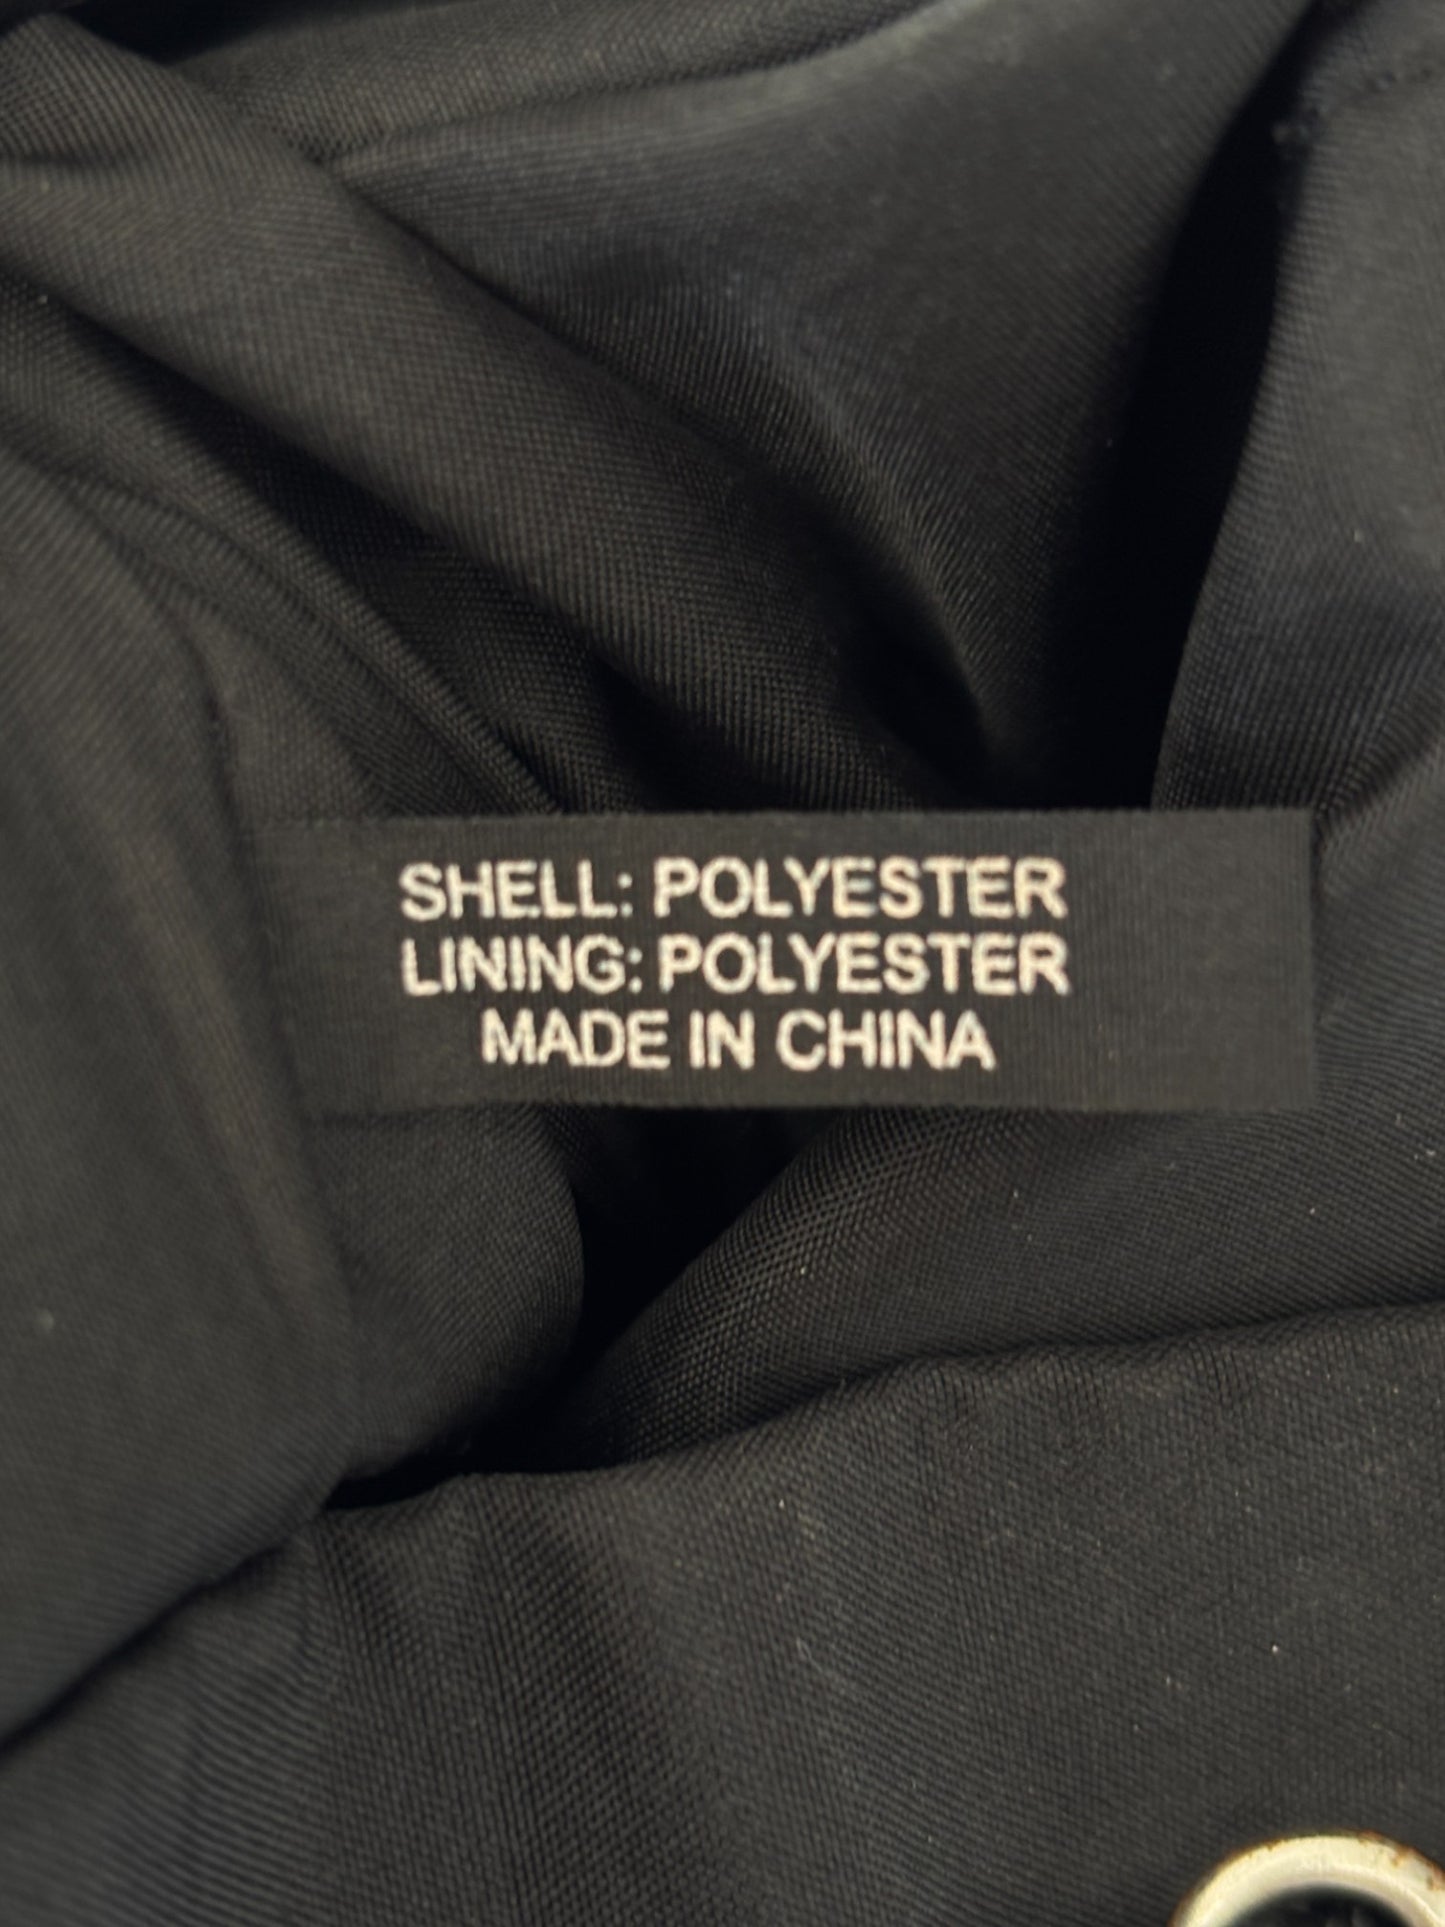 SHELL: POLYESTER
LINING: POLYESTER
MADE IN CHINA